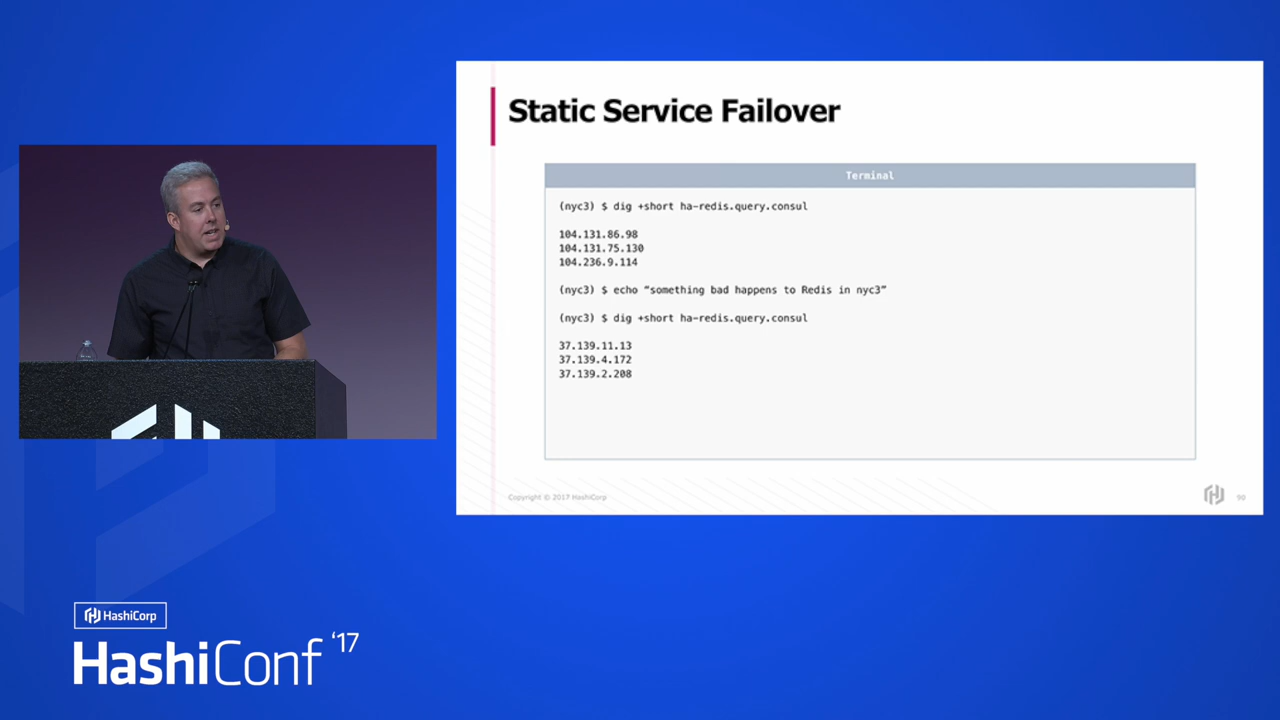 Static Service Failover
Terminal
(nyc3) $ dig +short ha-redis.query.consul
104.131.86.98
104.131.75.130
104.236.9.114
(nyc3) $ echo “something bad happens to Redis in nyc3”
(nyc3) $ dig +short ha-redis.query.consul
37.139.11.13
37.139.4.172
37.139.2.208
Copyright © 2017 HashiCorp
90
HashiCorp
HashiConf ‘17